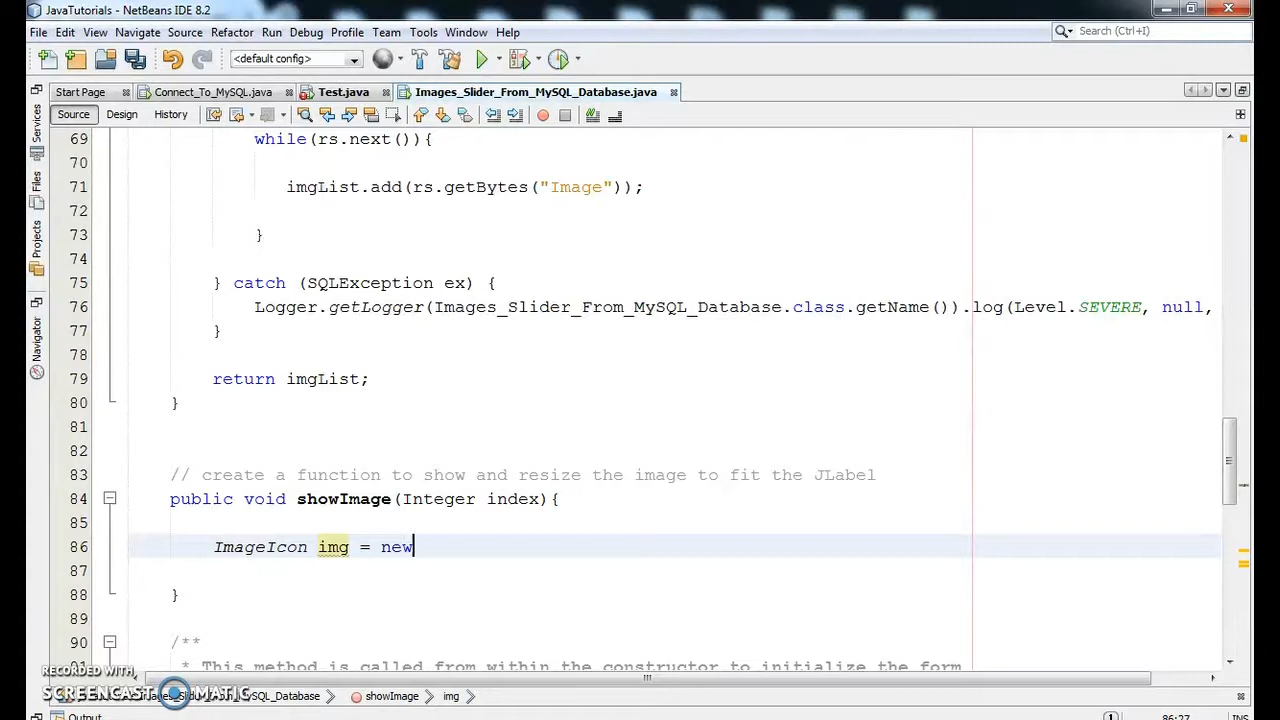 JavaTutorials - NetBeans IDE 8.2
File Edit View Navigate Source Refactor Run Debug Profile Team Tools Window Help
Search (Ctrl+I)
<default config>
Start Page Connect_To_MySQL.java Test.java Images_Slider_From_MySQL_Database.java
Source Design History
Services
Files
Projects
Navigator
69 while(rs.next()){
70
71 imgList.add(rs.getBytes("Image"));
72
73 }
74
75 } catch (SQLException ex) {
76 Logger.getLogger(Images_Slider_From_MySQL_Database.class.getName()).log(Level.SEVERE, null,
77 }
78
79 return imgList;
80 }
81
82
83 // create a function to show and resize the image to fit the JLabel
84 public void showImage(Integer index){
85
86 ImageIcon img = new
87
88 }
89
90 /**
* This method is called from within the constructor to initialize the form
RECORDED WITH
SCREENCAST MATIC
MySQL_Database showImage img
Output
86:27 INS